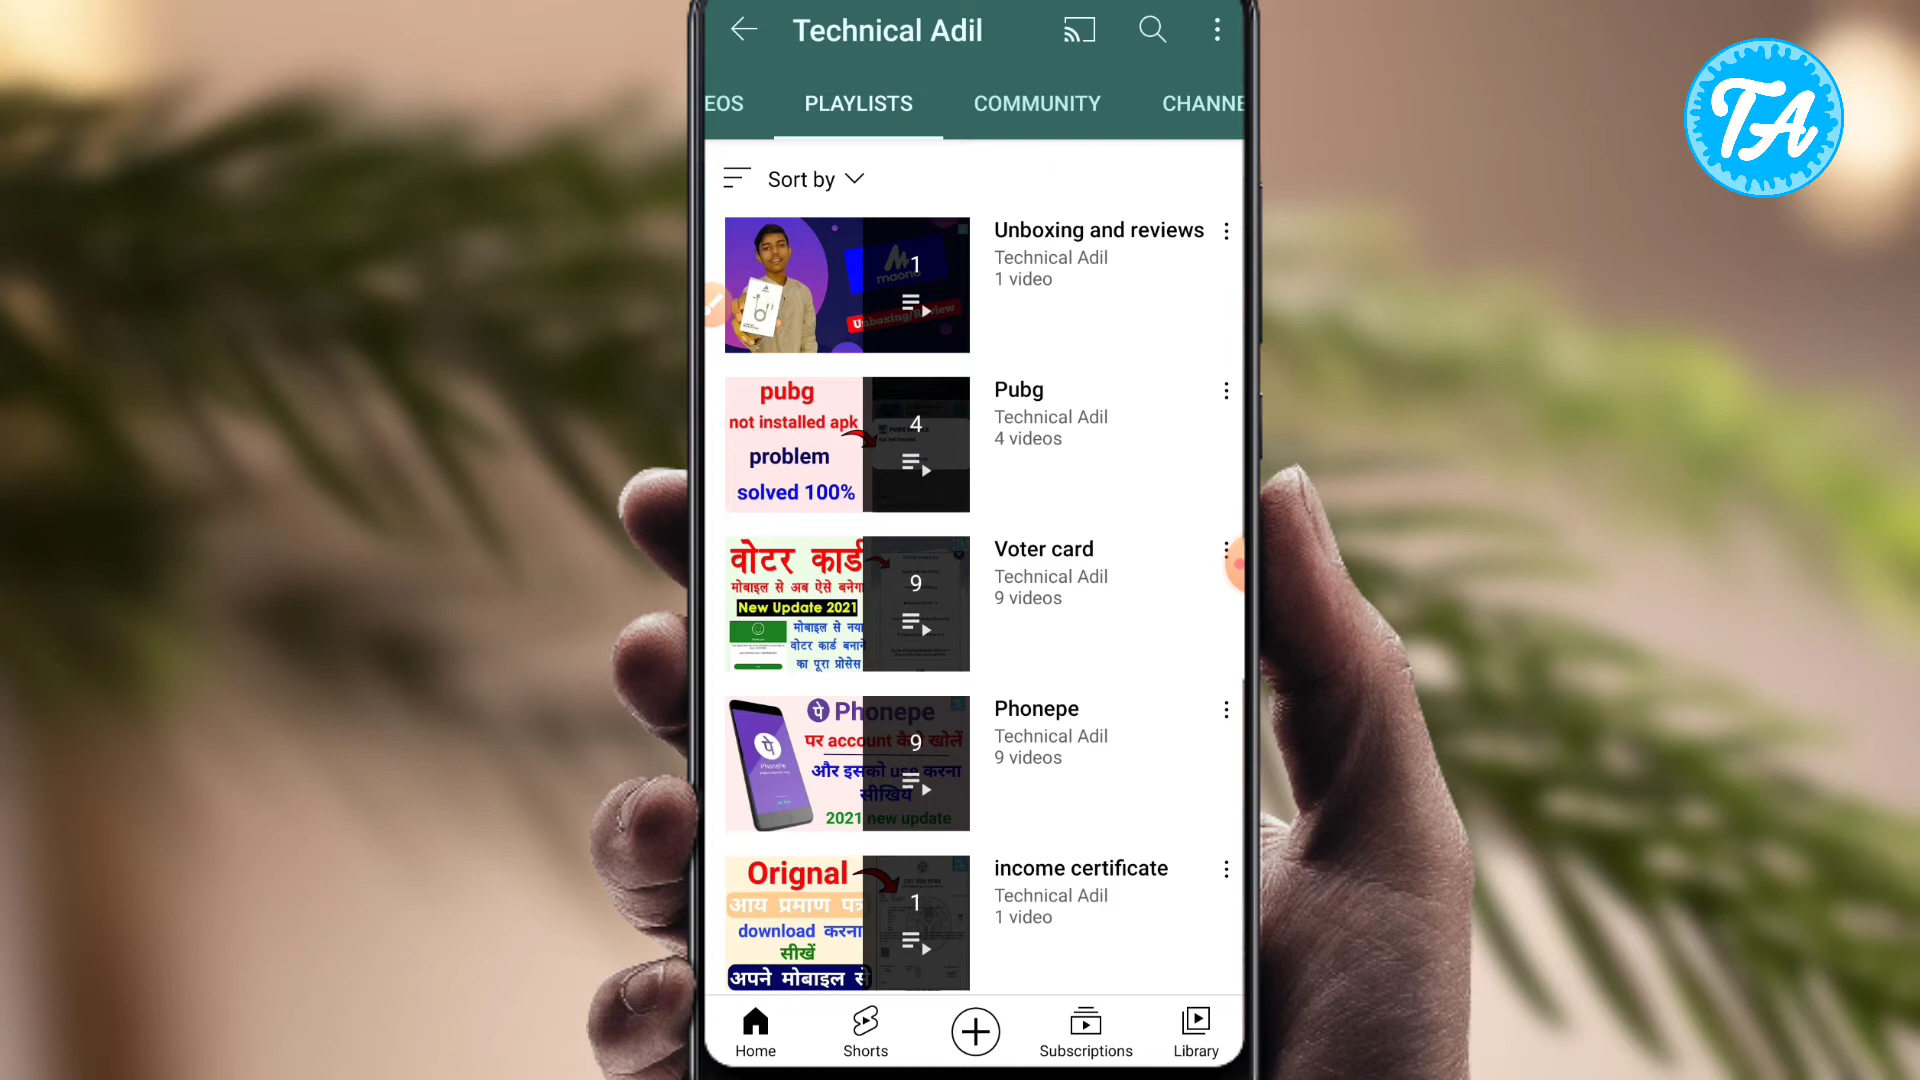 Technical Adil
EOS PLAYLISTS COMMUNITY CHANNE
TA
Sort by
maono
Unboxing/Review
1
Unboxing and reviews
Technical Adil
1 video
pubg
not installed apk
problem
solved 100%
4
Pubg
Technical Adil
4 videos
वोटर कार्ड
मोबाइल से अब ऐसे बनेगा
New Update 2021
मोबाइल से नया
वोटर कार्ड बनाने
का पूरा प्रोसेस
9
Voter card
Technical Adil
9 videos
पे Phonepe
पर account कैसे खोलें
और इसको use करना
सीखिय
2021 new update
पे
PhonePe
9
Phonepe
Technical Adil
9 videos
Orignal
आय प्रमाण पत्र
download करना
सीखें
अपने मोबाइल से
1
income certificate
Technical Adil
1 video
Home Shorts Subscriptions Library